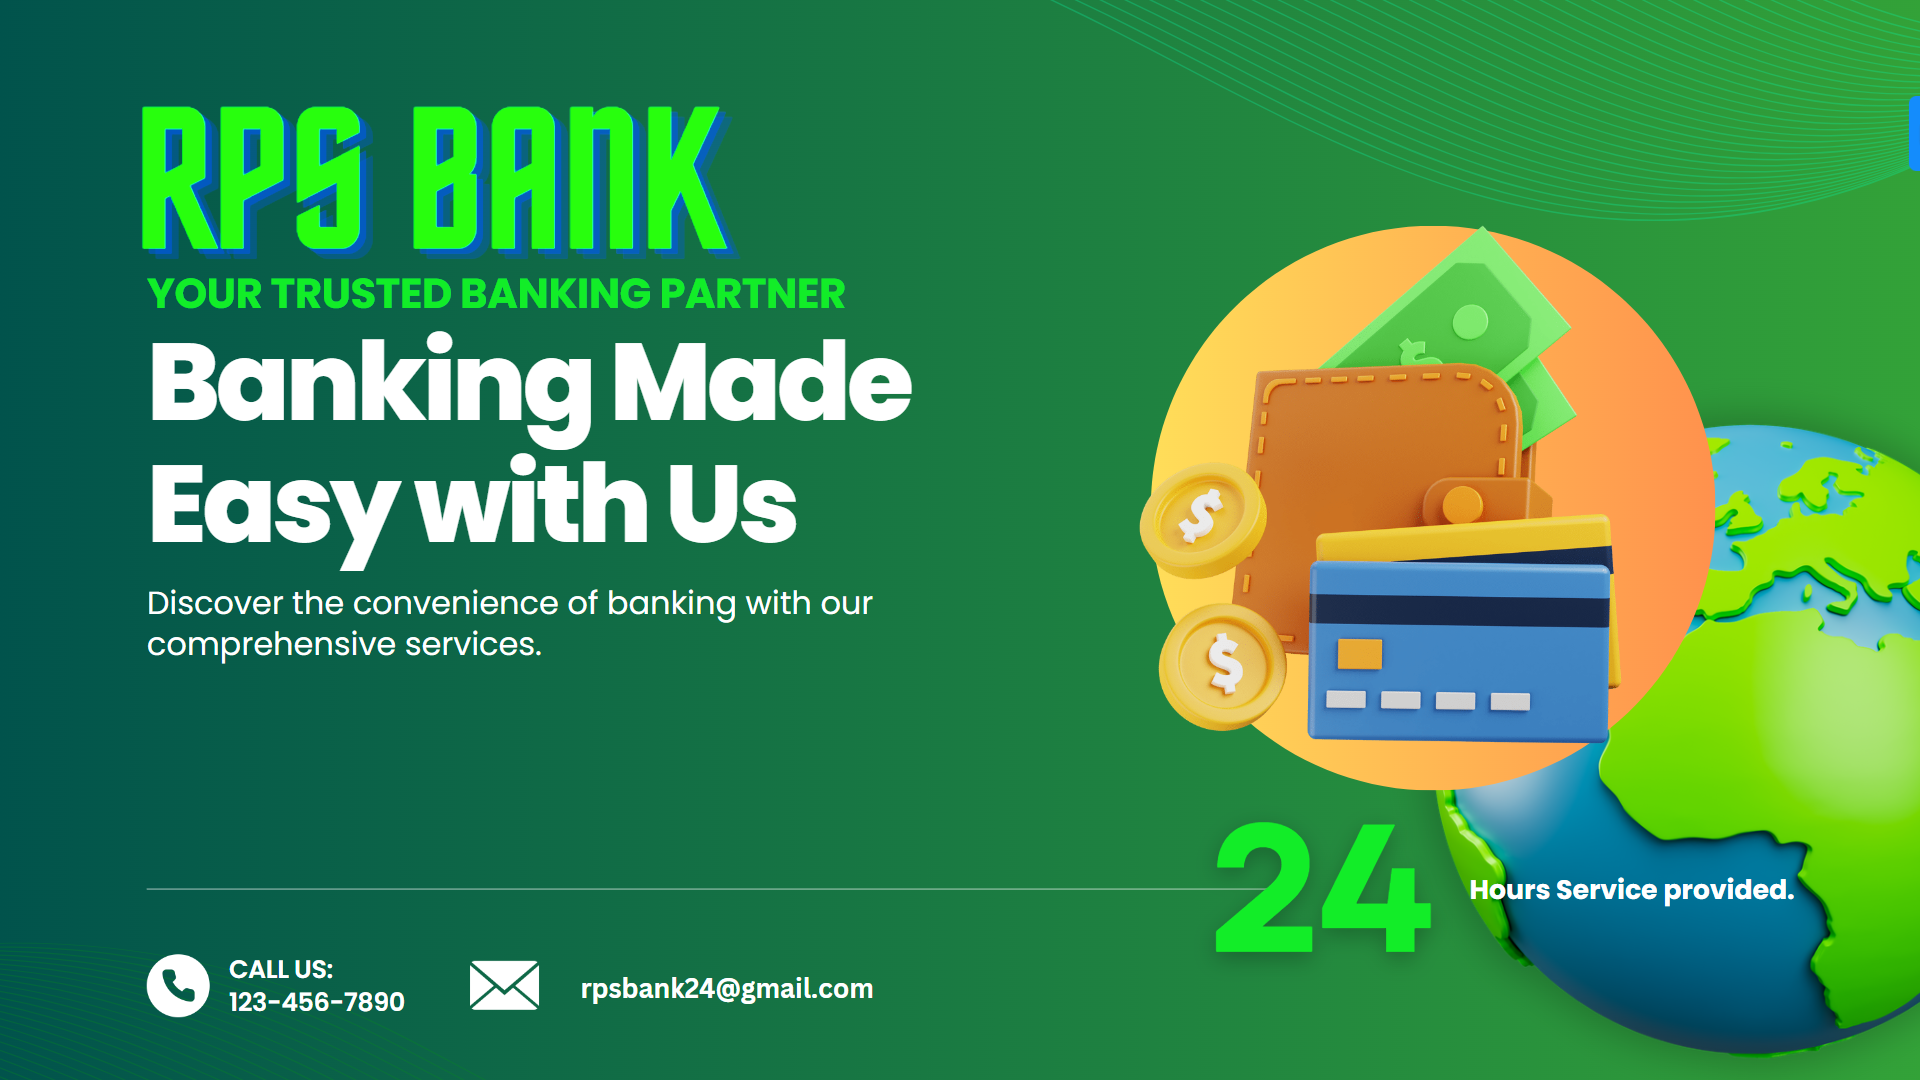 RPS BANK
YOUR TRUSTED BANKING PARTNER
Banking Made
Easy with Us
Discover the convenience of banking with our
comprehensive services.
$
$
$
24
Hours Service provided.
CALL US:
123-456-7890
rpsbank24@gmail.com